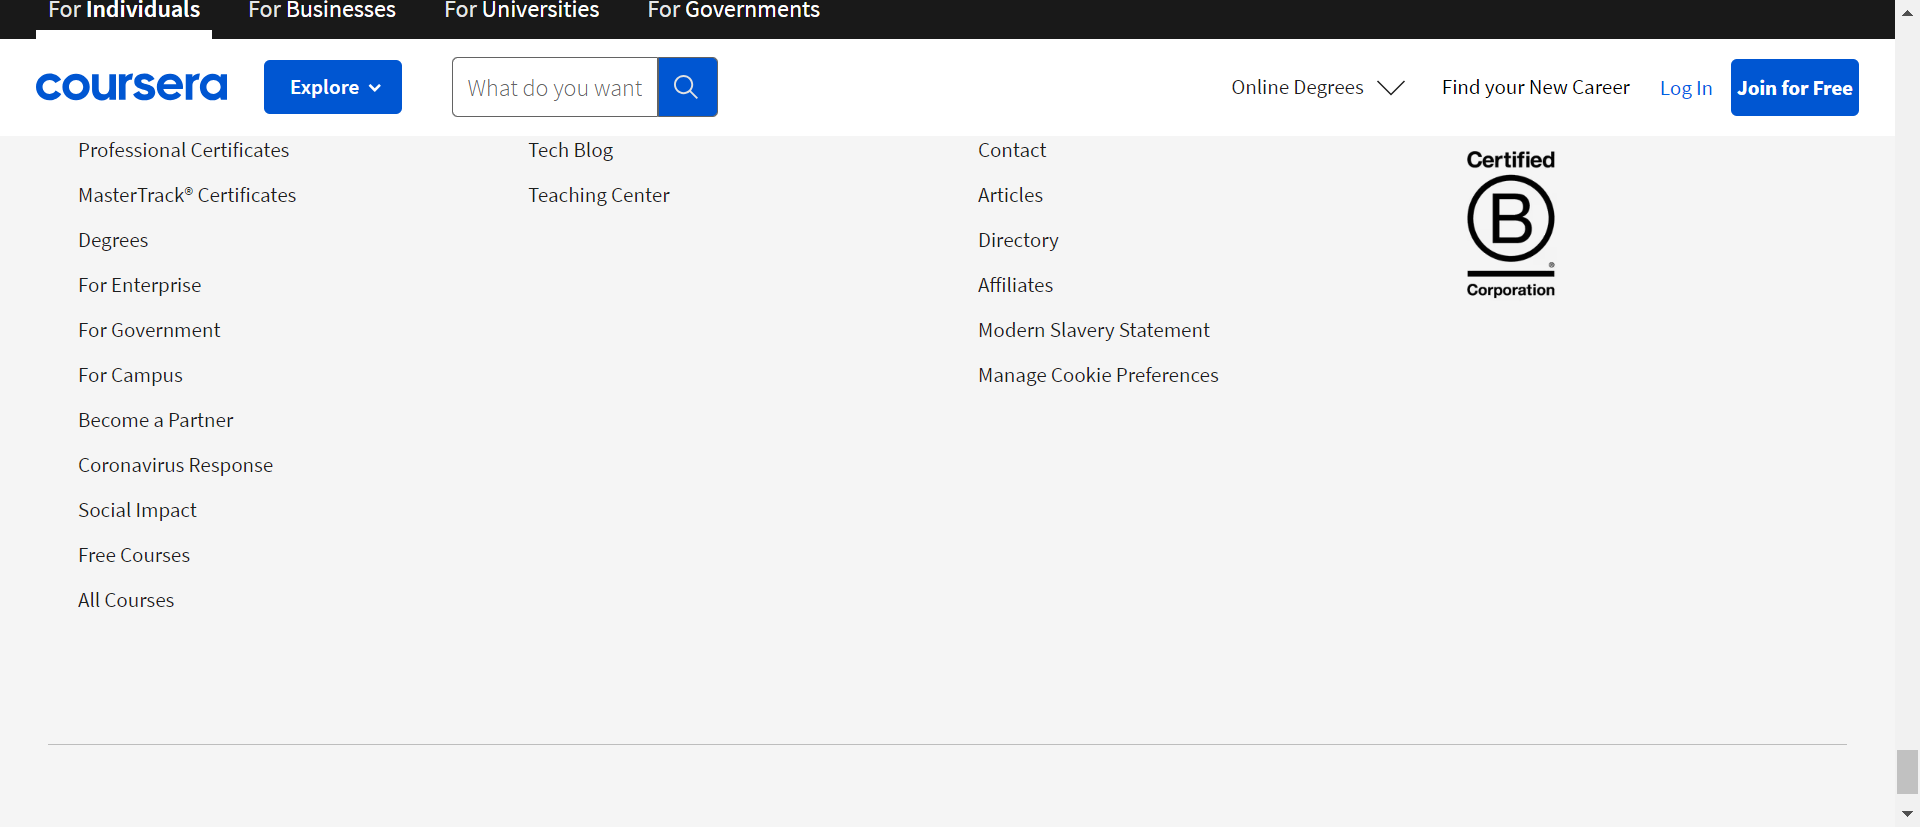 For Individuals For Businesses For Universities For Governments
coursera Explore What do you want Online Degrees Find your New Career Log In Join for Free
Professional Certificates
MasterTrack® Certificates
Degrees
For Enterprise
For Government
For Campus
Become a Partner
Coronavirus Response
Social Impact
Free Courses
All Courses
Tech Blog
Teaching Center
Contact
Articles
Directory
Affiliates
Modern Slavery Statement
Manage Cookie Preferences
Certified
B
®
Corporation